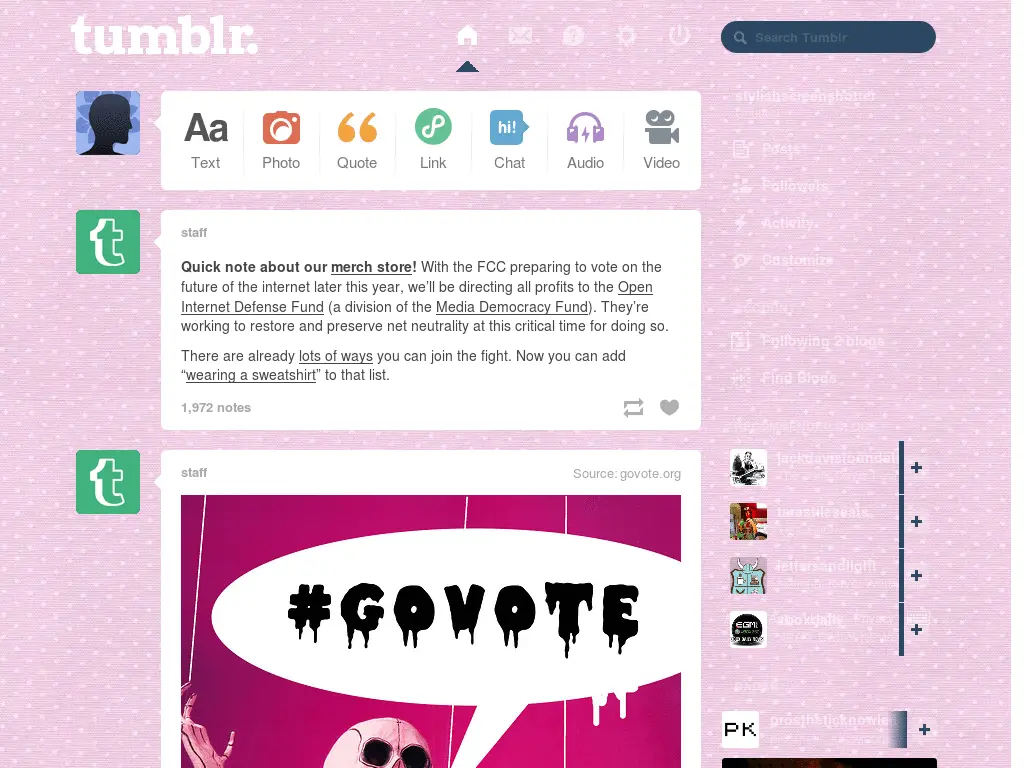 tumblr.
Search Tumblr
Aa
hi!
Text
Photo
Quote
Link
Chat
Audio
Video
staff
Quick note about our merch store! With the FCC preparing to vote on the
future of the internet later this year, we’ll be directing all profits to the Open
Internet Defense Fund (a division of the Media Democracy Fund). They’re
working to restore and preserve net neutrality at this critical time for doing so.
There are already lots of ways you can join the fight. Now you can add
“wearing a sweatshirt” to that list.
1,972 notes
staff
Source: govote.org
#GOVOTE
Posts
Followers
Activity
Customize
Following 2 blogs
Find Blogs
lettersandlight
EGM!
Privacy
PK